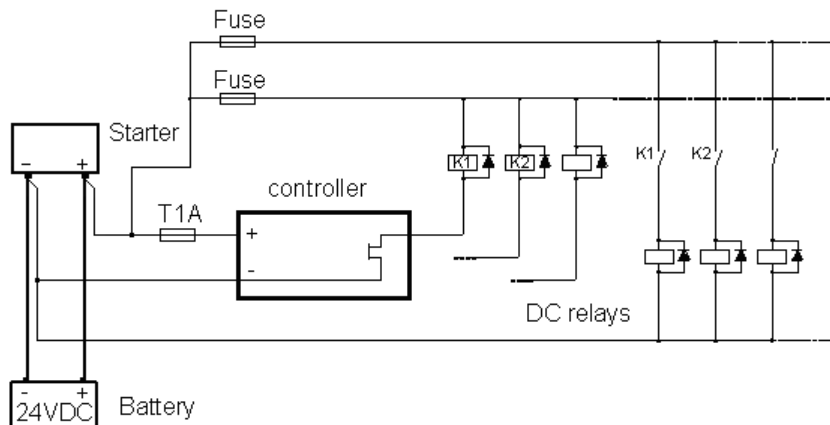 Fuse
Fuse
Starter
- +
K1
K2
K1
K2
controller
T1A
+
-
DC relays
- +
24VDC
Battery